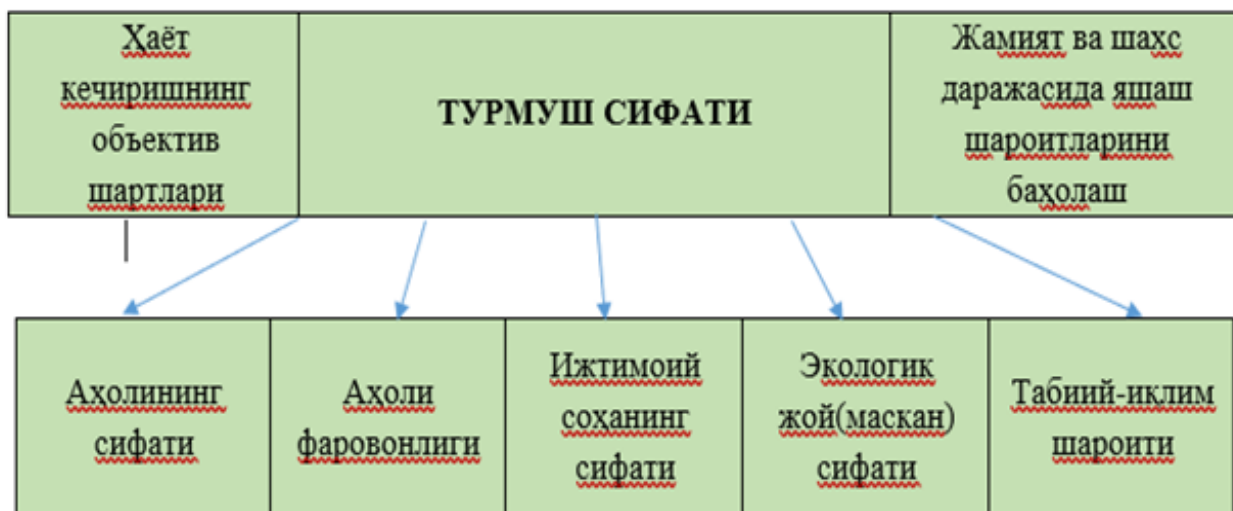 Ҳаёт
кечиришнинг
объектив
шартлари
ТУРМУШ СИФАТИ
Жамият ва шахс
даражасида яшаш
шароитларини
баҳолаш
Аҳолининг
сифати
Аҳоли
фаровонлиги
Ижтимоий
соҳанинг
сифати
Экологик
жой(маскан)
сифати
Табиий-иқлим
шароити